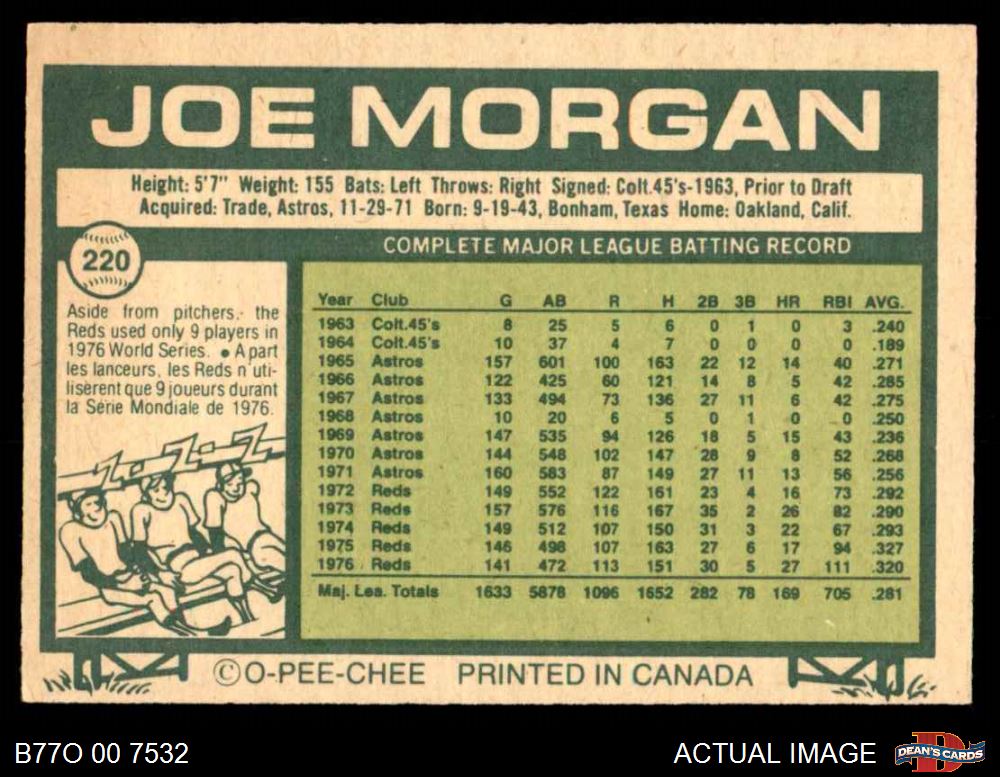 JOE MORGAN
Height: 5'7" Weight: 155 Bats: Left Throws: Right Signed: Colt.45's-1963, Prior to Draft
Acquired: Trade, Astros, 11-29-71 Born: 9-19-43, Bonham, Texas Home: Oakland, Calif.
220
COMPLETE MAJOR LEAGUE BATTING RECORD
Aside from pitchers, the
Reds used only 9 players in
1976 World Series. • A part
les lanceurs, les Reds n'uti-
lisèrent que 9 joueurs durant
la Série Mondiale de 1976.
Z-Z-Z
Year Club G AB R H 2B 3B HR RBI AVG.
1963 Colt.45's 8 25 5 6 0 1 0 3 .240
1964 Colt.45's 10 37 4 7 0 0 0 0 .189
1965 Astros 157 601 100 163 22 12 14 40 .271
1966 Astros 122 425 60 121 14 8 5 42 .285
1967 Astros 133 494 73 136 27 11 6 42 .275
1968 Astros 10 20 6 5 0 1 0 0 .250
1969 Astros 147 535 94 126 18 5 15 43 .236
1970 Astros 144 548 102 147 28 9 8 52 .268
1971 Astros 160 583 87 149 27 11 13 56 .256
1972 Reds 149 552 122 161 23 4 16 73 .292
1973 Reds 157 576 116 167 35 2 26 82 .290
1974 Reds 149 512 107 150 31 3 22 67 .293
1975 Reds 146 498 107 163 27 6 17 94 .327
1976 Reds 141 472 113 151 30 5 27 111 .320
Maj. Lea. Totals 1633 5878 1096 1652 282 78 169 705 .281
©O-PEE-CHEE PRINTED IN CANADA
B77O 00 7532
ACTUAL IMAGE
D
DEAN'S CARDS